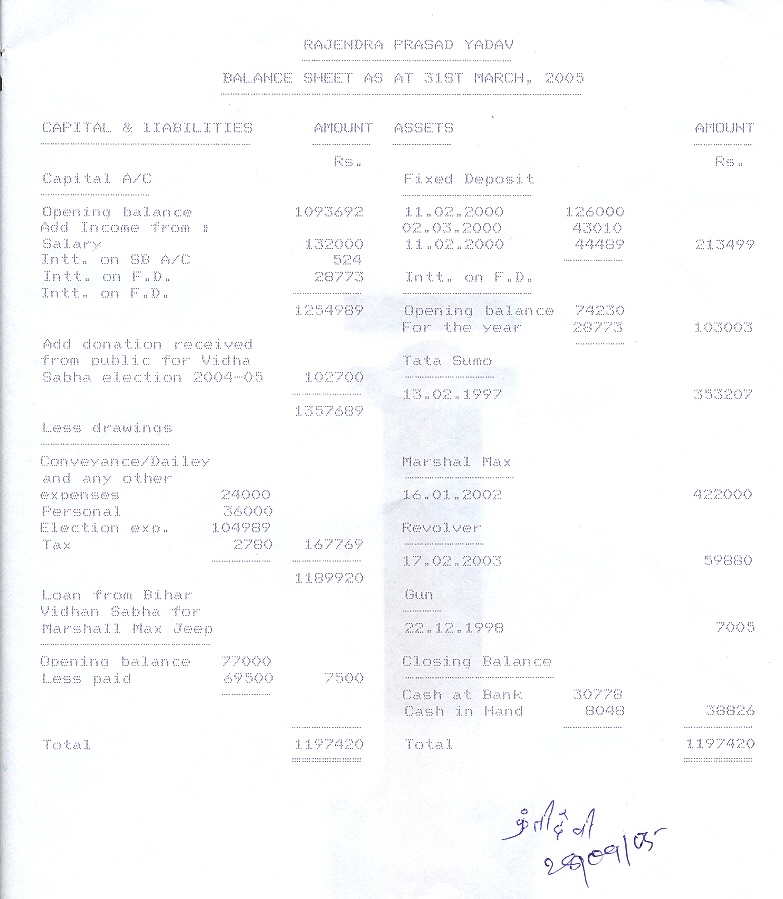 RAJENDRA PRASAD YADAV
BALANCE SHEET AS AT 31ST MARCH, 2005
CAPITAL & lIABILITIES AMOUNT ASSETS AMOUNT
Rs. Rs.
Capital A/C Fixed Deposit
Opening balance 1093692 11.02.2000 126000
Add Income from : 02.03.2000 43010
Salary 132000 11.02.2000 44489 213499
Intt. on SB A/C 524
Intt. on F.D. 28773 Intt. on F.D.
Intt. on F.D.
1254989 Opening balance 74230
For the year 28773 103003
Add donation received
from public for Vidha Tata Sumo
Sabha election 2004-05 102700
13.02.1997 353207
1357689
Less drawings
Conveyance/Dailey Marshal Max
and any other
expenses 24000 16.01.2002 422000
Personal 36000
Election exp. 104989 Revolver
Tax 2780 167769
17.02.2003 59880
1189920
Loan from Bihar Gun
Vidhan Sabha for
Marshall Max Jeep 22.12.1998 7005
Opening balance 77000 Closing Balance
Less paid 69500 7500
Cash at Bank 30778
Cash in Hand 8048 38826
Total 1197420 Total 1197420